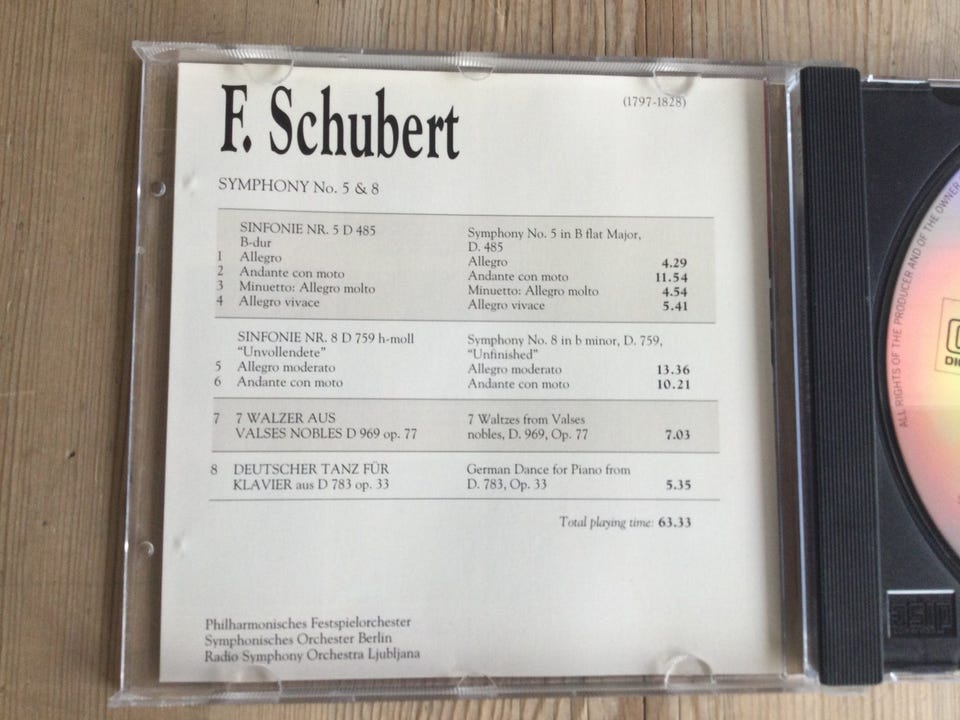 F. Schubert
(1797-1828)
SYMPHONY No. 5 & 8
SINFONIE NR. 5 D 485
B-dur
1 Allegro
2 Andante con moto
3 Minuetto: Allegro molto
4 Allegro vivace
Symphony No. 5 in B flat Major,
D. 485
Allegro 4.29
Andante con moto 11.54
Minuetto: Allegro molto 4.54
Allegro vivace 5.41
SINFONIE NR. 8 D 759 h-moll
“Unvollendete”
5 Allegro moderato
6 Andante con moto
Symphony No. 8 in b minor, D. 759,
“Unfinished”
Allegro moderato 13.36
Andante con moto 10.21
7 7 WALZER AUS
VALSES NOBLES D 969 op. 77
7 Waltzes from Valses
nobles, D. 969, Op. 77 7.03
8 DEUTSCHER TANZ FÜR
KLAVIER aus D 783 op. 33
German Dance for Piano from
D. 783, Op. 33 5.35
Total playing time: 63.33
Philharmonisches Festspielorchester
Symphonisches Orchester Berlin
Radio Symphony Orchestra Ljubljana
ALL RIGHTS OF THE PRODUCER AND OF THE OWNER